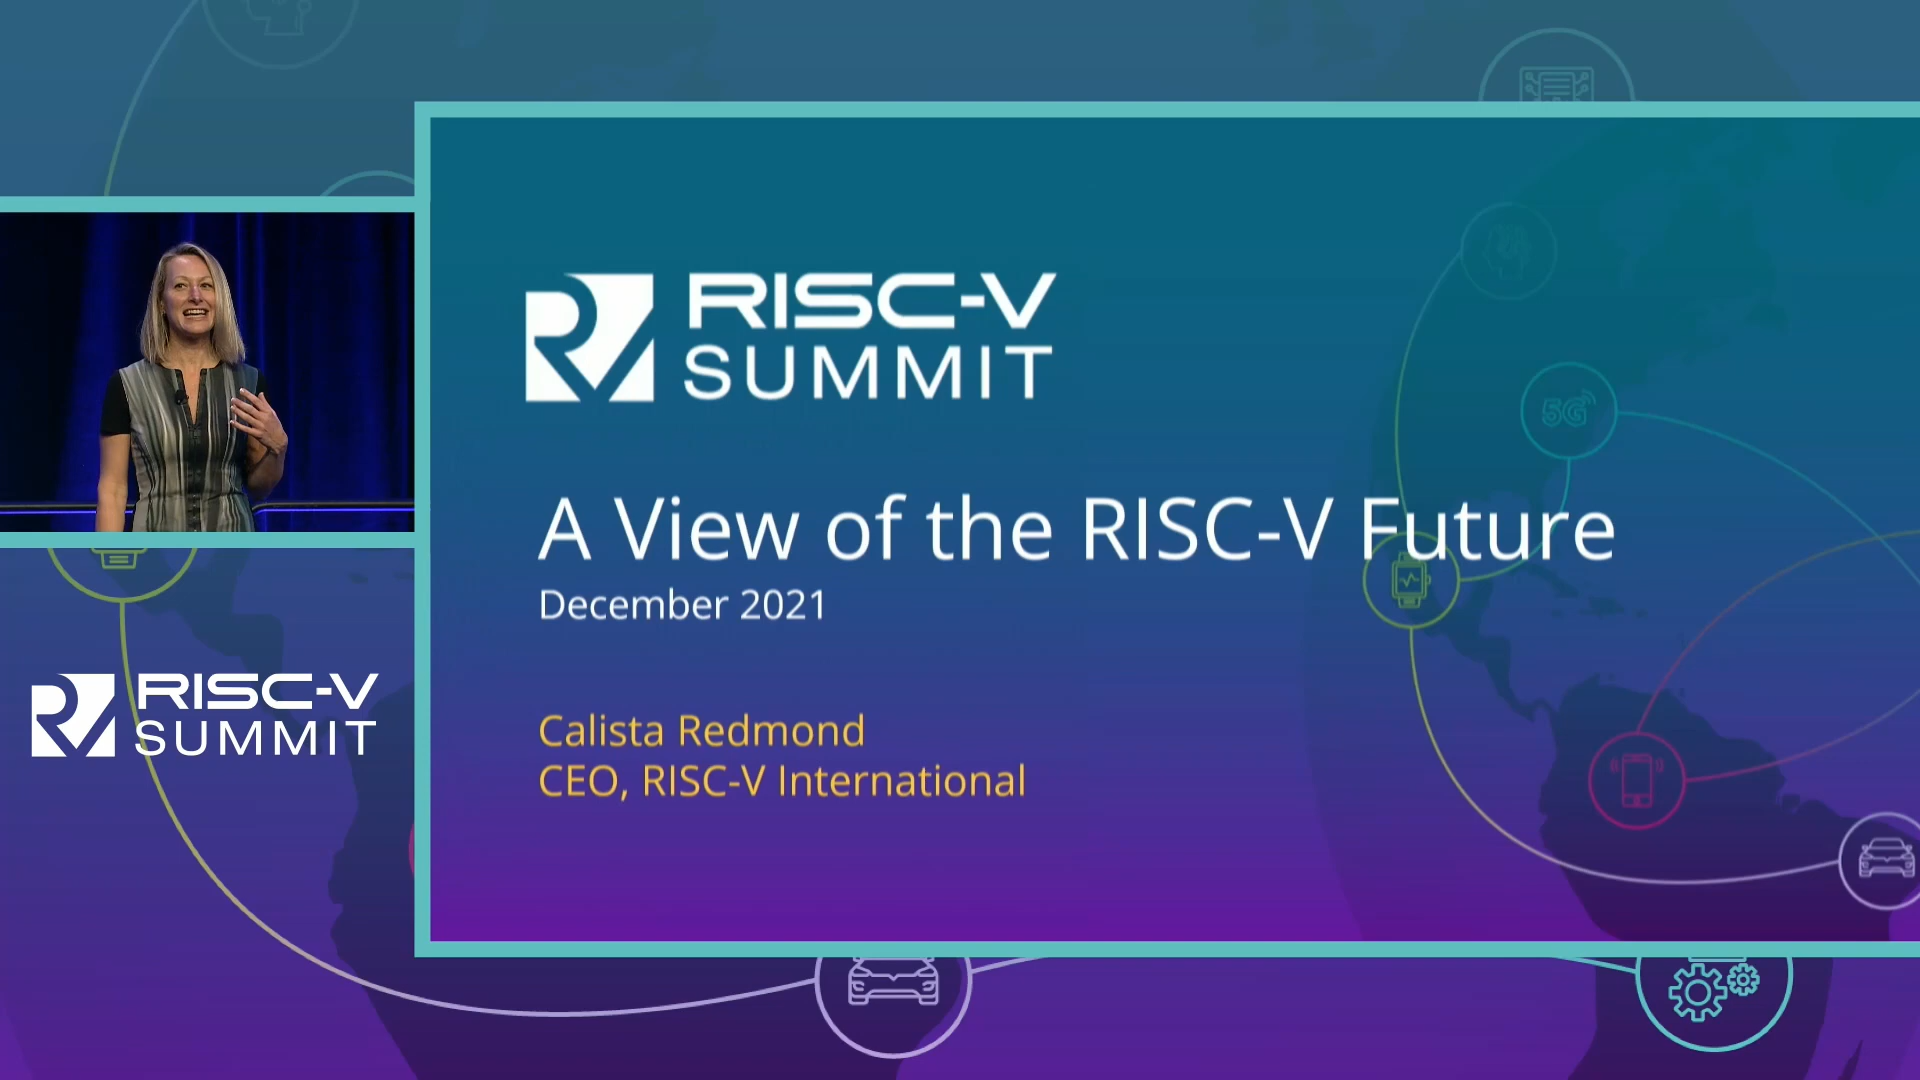 RISC-V
SUMMIT
A View of the RISC-V Future
December 2021
Calista Redmond
CEO, RISC-V International
5G
RISC-V
SUMMIT